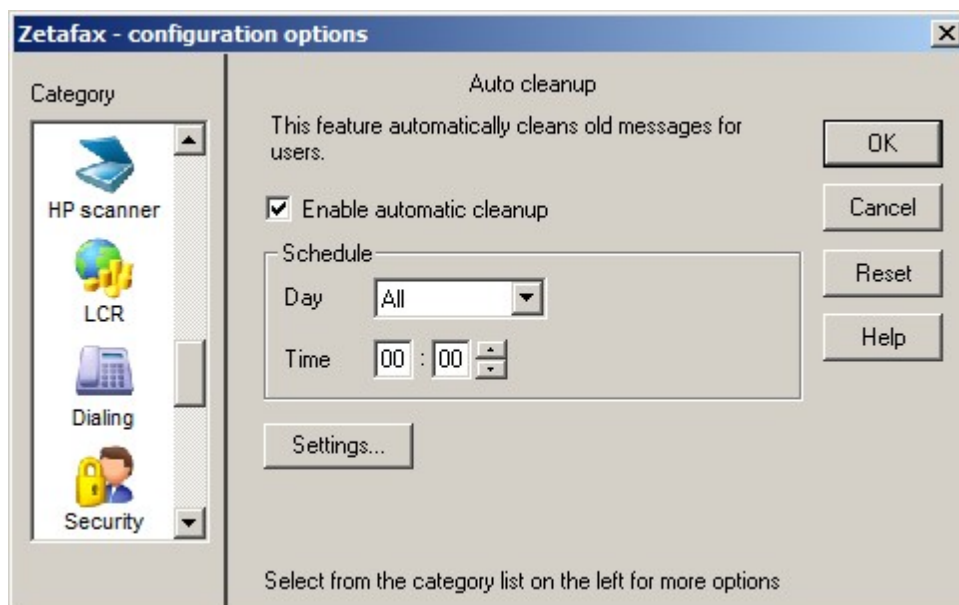 Zetafax - configuration options
Category
HP scanner
LCR
Dialing
Security
Auto cleanup
This feature automatically cleans old messages for
users.
Enable automatic cleanup
Schedule
Day All
Time 00 : 00
Settings...
Select from the category list on the left for more options
OK
Cancel
Reset
Help